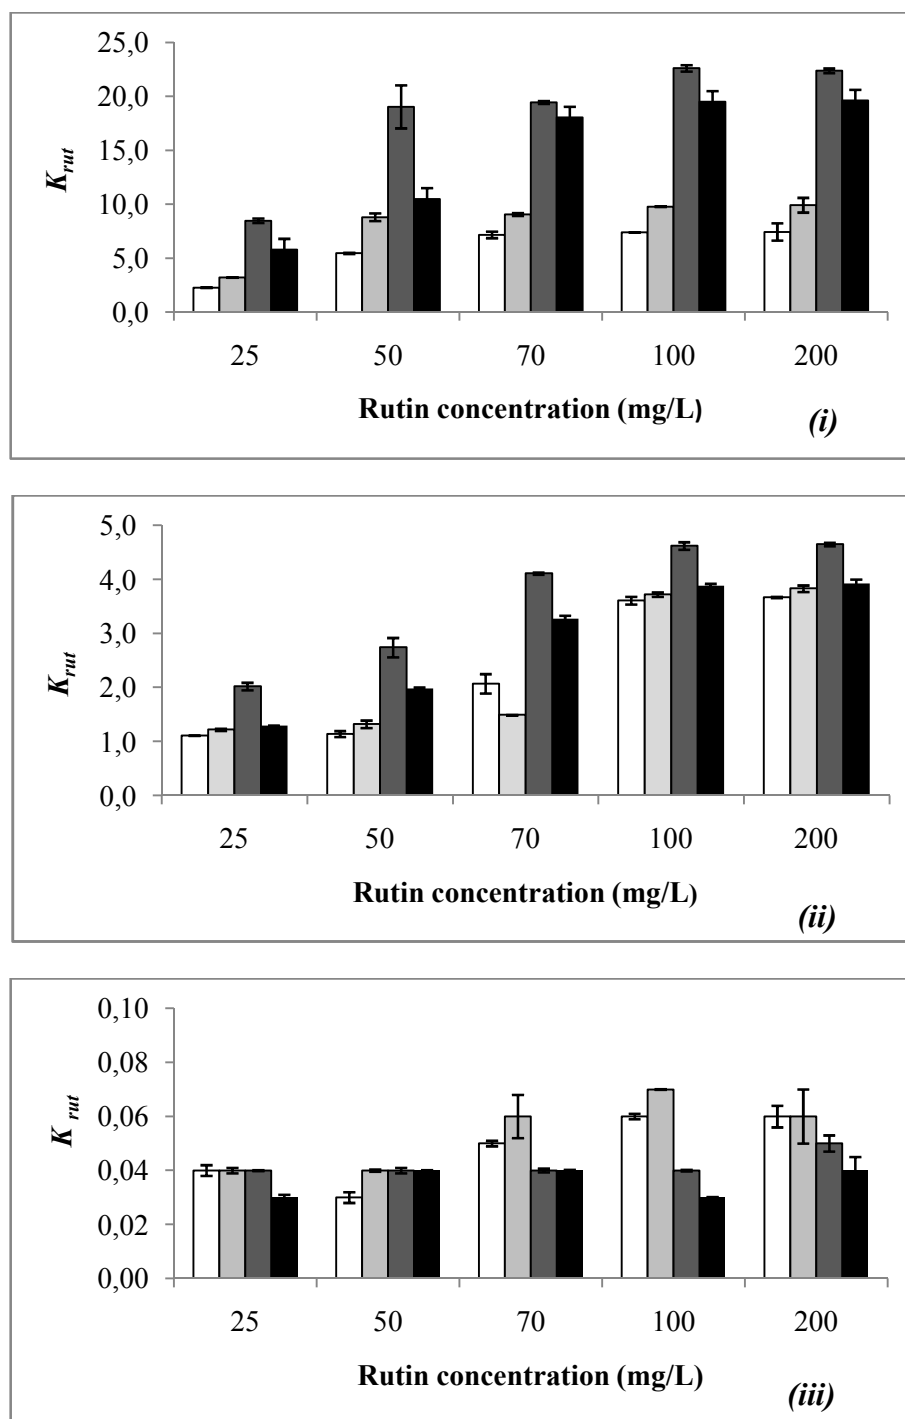 25,0
20,0
15,0
10,0
5,0
0,0
K_rut
25 50 70 100 200
Rutin concentration (mg/L)
(i)
5,0
4,0
3,0
2,0
1,0
0,0
K_rut
25 50 70 100 200
Rutin concentration (mg/L)
(ii)
0,10
0,08
0,06
0,04
0,02
0,00
K_rut
25 50 70 100 200
Rutin concentration (mg/L)
(iii)